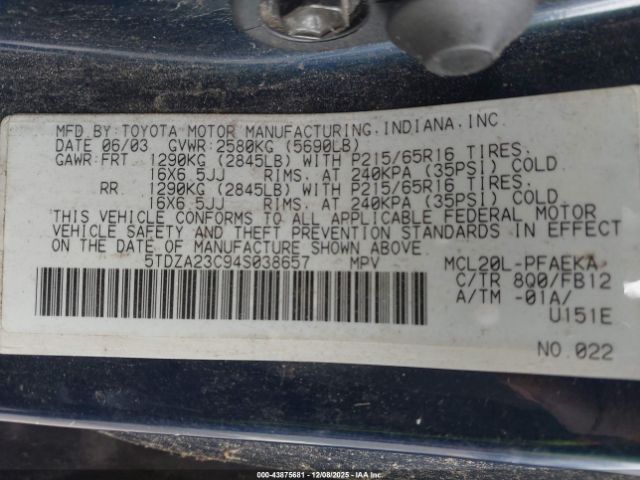 MFD.BY:TOYOTA MOTOR MANUFACTURING,INDIANA,INC.
DATE 06/03 GVWR:2580KG (5690LB)
GAWR:FRT 1290KG (2845LB) WITH P215/65R16 TIRES.
16X6.5JJ RIMS. AT 240KPA (35PSI) COLD
RR 1290KG (2845LB) WITH P215/65R16 TIRES.
16X6.5JJ RIMS. AT 240KPA (35PSI) COLD
THIS VEHICLE CONFORMS TO ALL APPLICABLE FEDERAL MOTOR
VEHICLE SAFETY AND THEFT PREVENTION STANDARDS IN EFFECT
ON THE DATE OF MANUFACTURE SHOWN ABOVE
5TDZA23C94S038657 MPV MCL20L-PFAEKA
C/TR 8Q0/FB12
A/TM -01A/
U151E
NO.022
000-43875681 - 12/08/2025 - IAAI.com